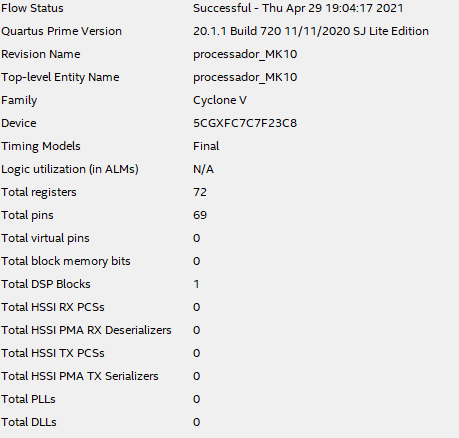 Flow Status Successful - Thu Apr 29 19:04:17 2021
Quartus Prime Version 20.1.1 Build 720 11/11/2020 SJ Lite Edition
Revision Name processador_MK10
Top-level Entity Name processador_MK10
Family Cyclone V
Device 5CGXFC7C7F23C8
Timing Models Final
Logic utilization (in ALMs) N/A
Total registers 72
Total pins 69
Total virtual pins 0
Total block memory bits 0
Total DSP Blocks 1
Total HSSI RX PCSs 0
Total HSSI PMA RX Deserializers 0
Total HSSI TX PCSs 0
Total HSSI PMA TX Serializers 0
Total PLLs 0
Total DLLs 0